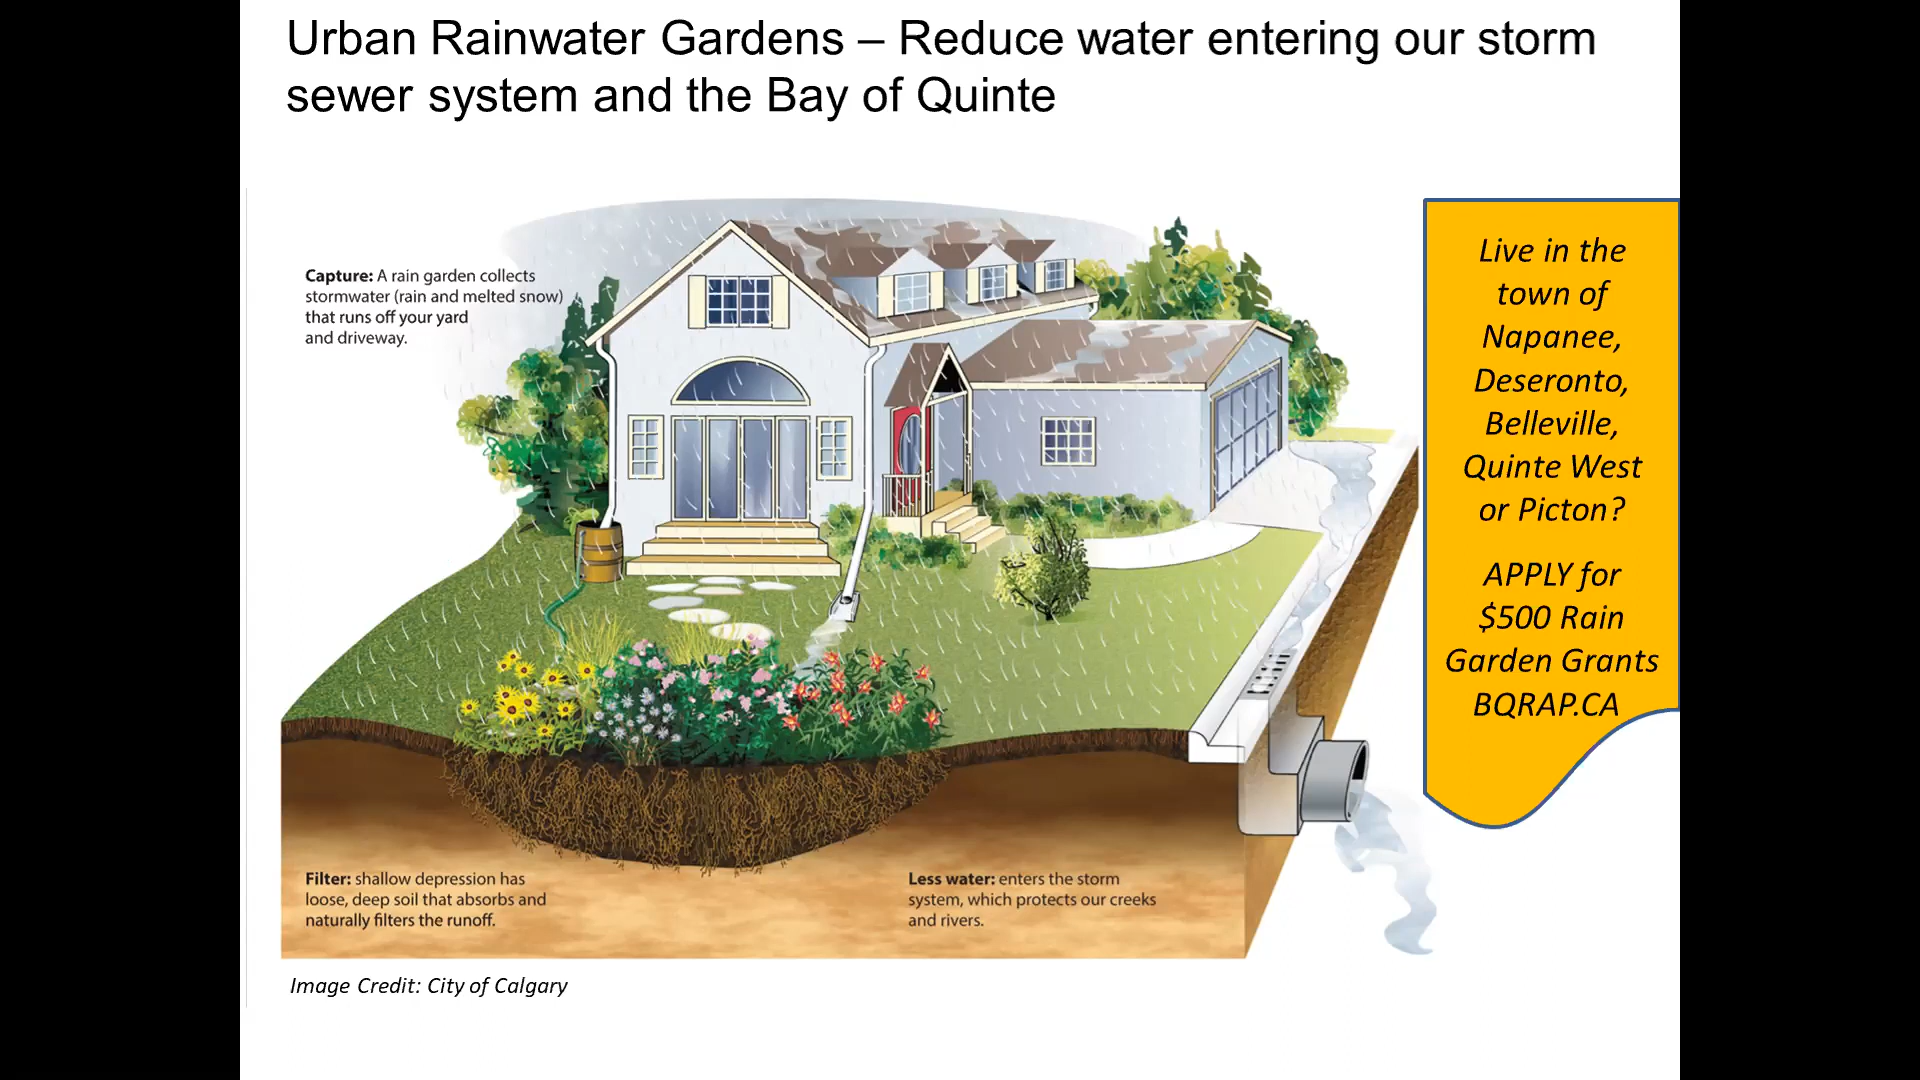 Urban Rainwater Gardens – Reduce water entering our storm
sewer system and the Bay of Quinte
Capture: A rain garden collects
stormwater (rain and melted snow)
that runs off your yard
and driveway.
Live in the
town of
Napanee,
Deseronto,
Belleville,
Quinte West
or Picton?
APPLY for
$500 Rain
Garden Grants
BQRAP.CA
Filter: shallow depression has
loose, deep soil that absorbs and
naturally filters the runoff.
Less water: enters the storm
system, which protects our creeks
and rivers.
Image Credit: City of Calgary